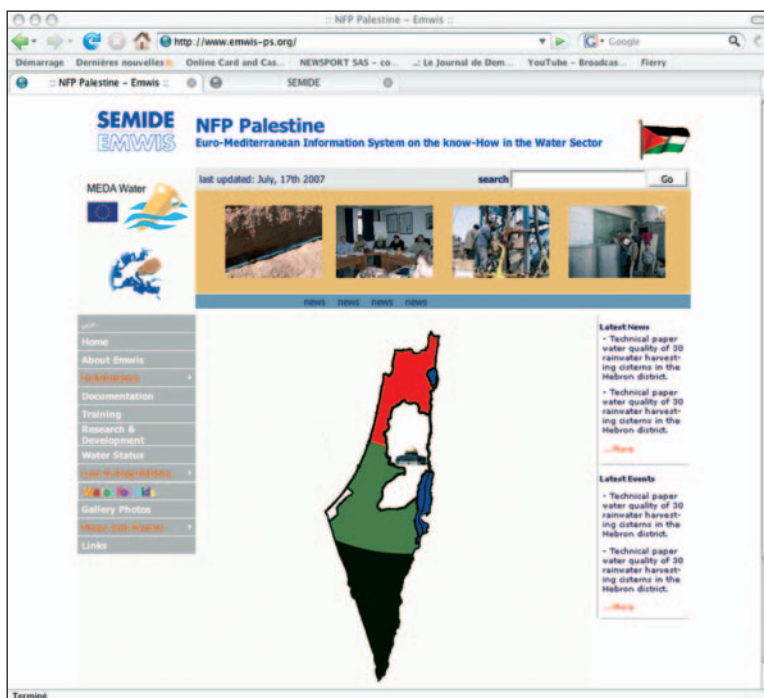 :: NFP Palestine – Emwis ::
http://www.emwis-ps.org/
G Google
Démarrage Dernières nouvelles Online Card and Cas... NEWSPORT SAS – co... ..: Le Journal de Dem... YouTube – Broadcas... Fierry
:: NFP Palestine – Emwis :: SEMIDE
SEMIDE
EMWIS
NFP Palestine
Euro-Mediterranean Information System on the know-How in the Water Sector
last updated: July, 17th 2007 search Go
MEDA Water
news news news news
Home
About Emwis
Documentation
Training
Research &
Development
Water Status
Water for kids
Gallery Photos
Links
Latest News
- Technical paper
water quality of 30
rainwater harvest-
ing cisterns in the
Hebron district.
- Technical paper
water quality of 30
rainwater harvest-
ing cisterns in the
Hebron district.
...More
Latest Events
- Technical paper
water quality of 30
rainwater harvest-
ing cisterns in the
Hebron district.
- Technical paper
water quality of 30
rainwater harvest-
ing cisterns in the
Hebron district.
...More
Terminé